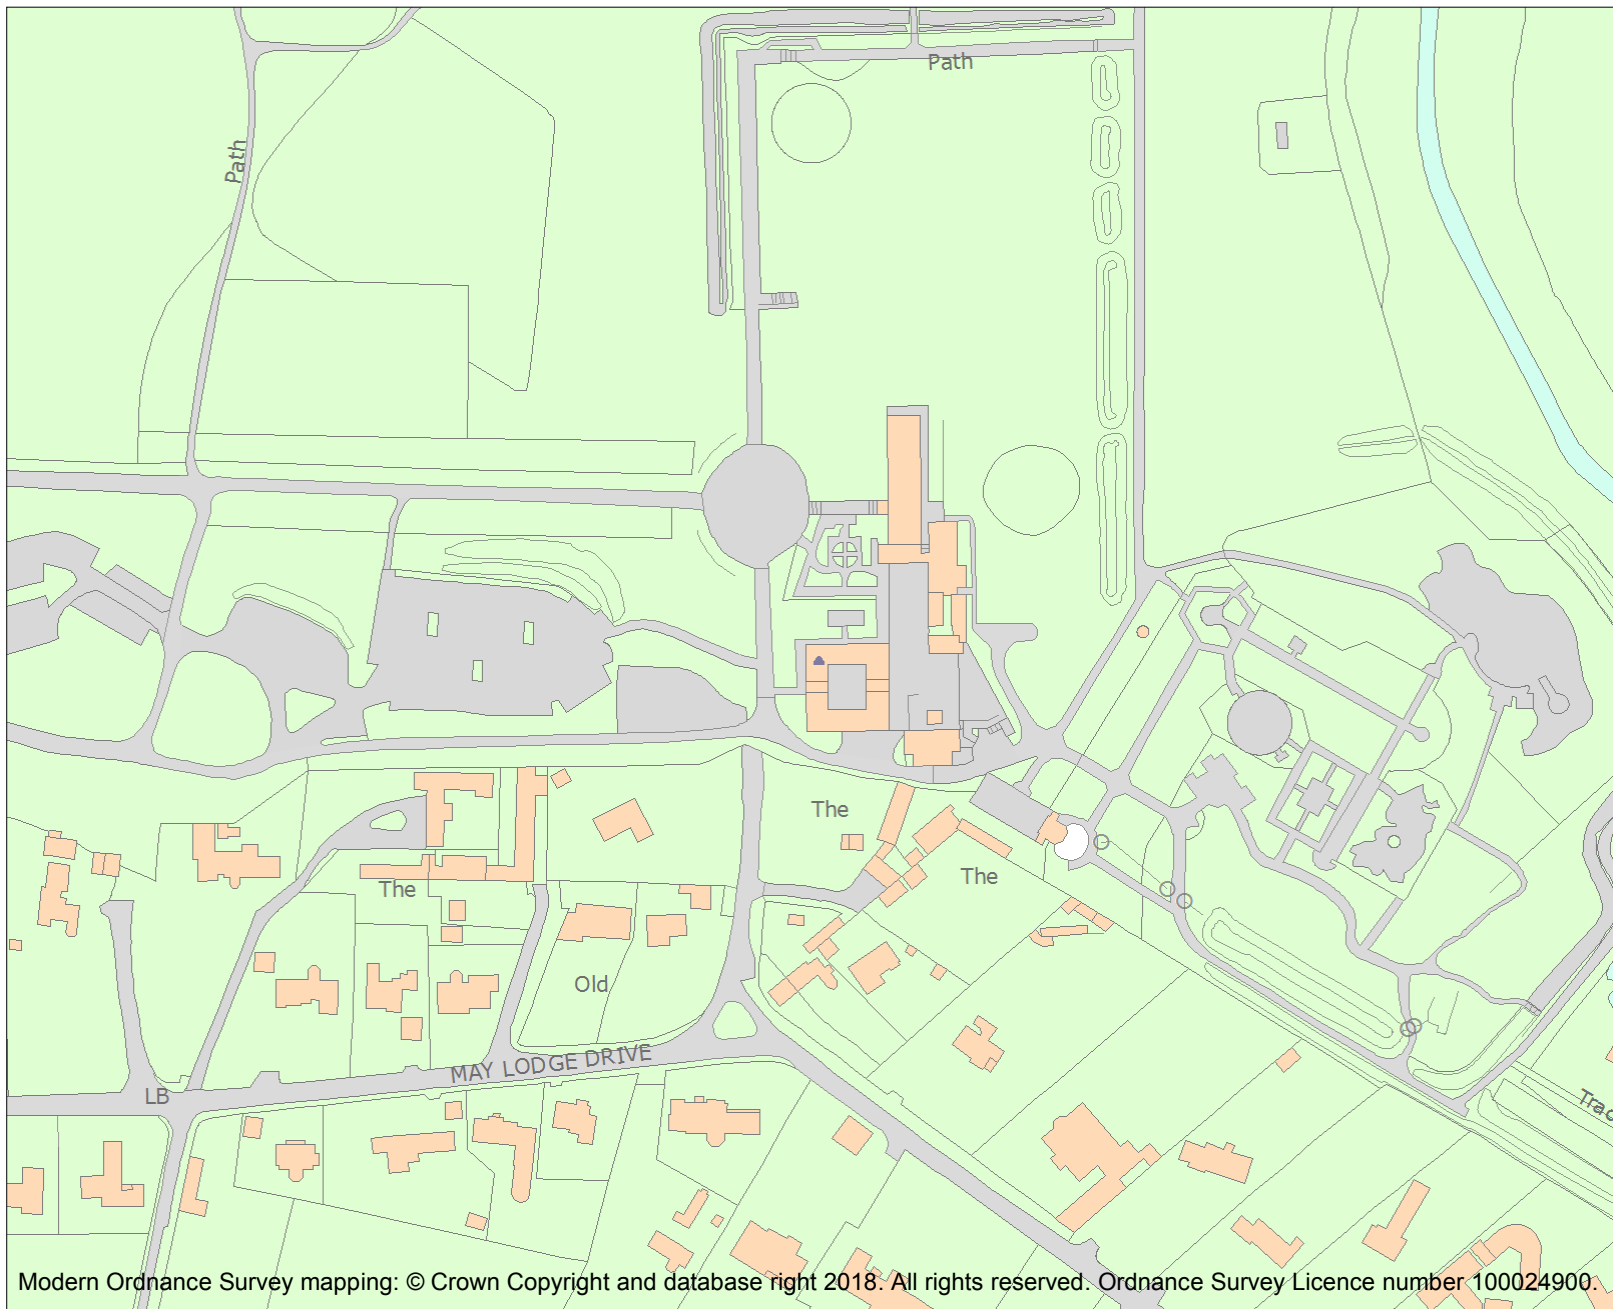 Path
Path
The
The
The
Old
MAY LODGE DRIVE
LB
Modern Ordnance Survey mapping: © Crown Copyright and database right 2018. All rights reserved. Ordnance Survey Licence number 100024900.